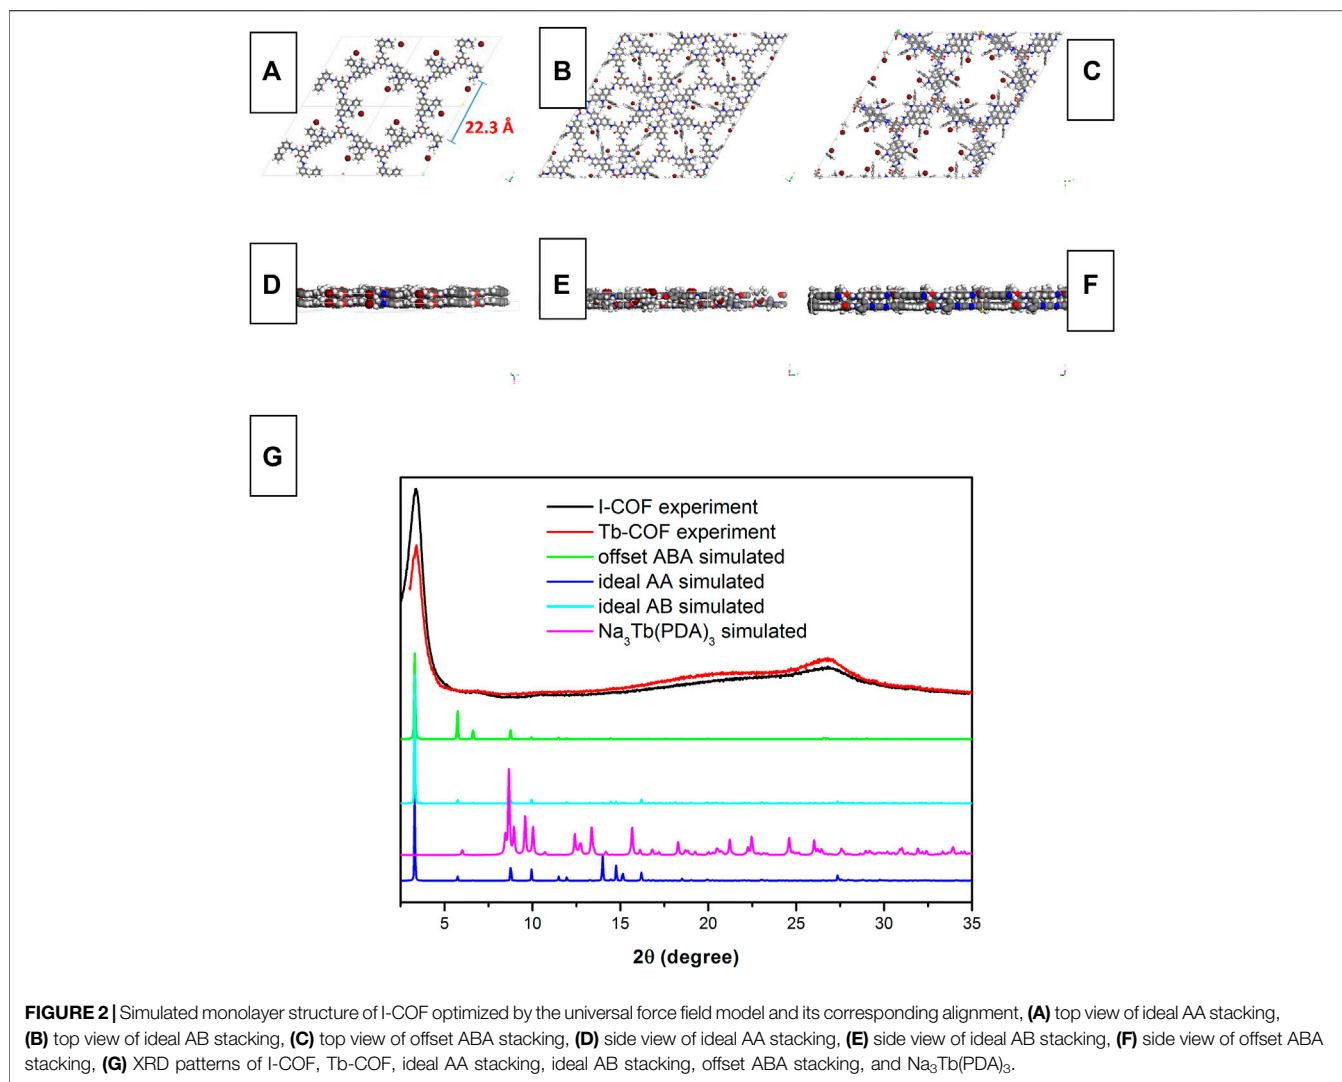 A
B
C
22.3 Å
D
E
F
G
I-COF experiment
Tb-COF experiment
offset ABA simulated
ideal AA simulated
ideal AB simulated
Na₃Tb(PDA)₃ simulated
5 10 15 20 25 30 35
2θ (degree)
FIGURE 2 | Simulated monolayer structure of I-COF optimized by the universal force field model and its corresponding alignment, (A) top view of ideal AA stacking,
(B) top view of ideal AB stacking, (C) top view of offset ABA stacking, (D) side view of ideal AA stacking, (E) side view of ideal AB stacking, (F) side view of offset ABA
stacking, (G) XRD patterns of I-COF, Tb-COF, ideal AA stacking, ideal AB stacking, offset ABA stacking, and Na₃Tb(PDA)₃.